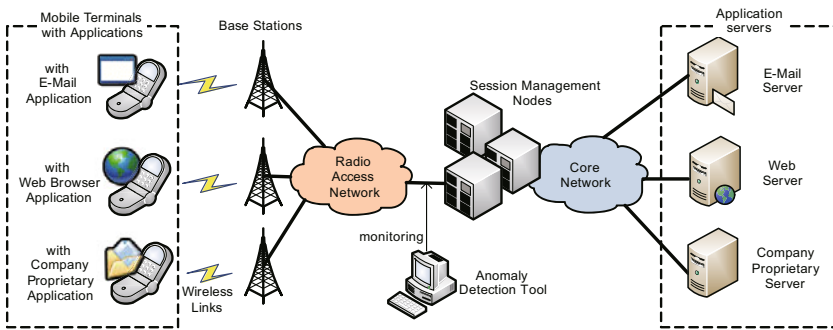 Mobile Terminals
with Applications
with
E-Mail
Application
with
Web Browser
Application
with
Company
Proprietary
Application
Wireless
Links
Base Stations
Radio
Access
Network
monitoring
Anomaly
Detection Tool
Session Management
Nodes
Core
Network
Application
servers
E-Mail
Server
Web
Server
Company
Proprietary
Server